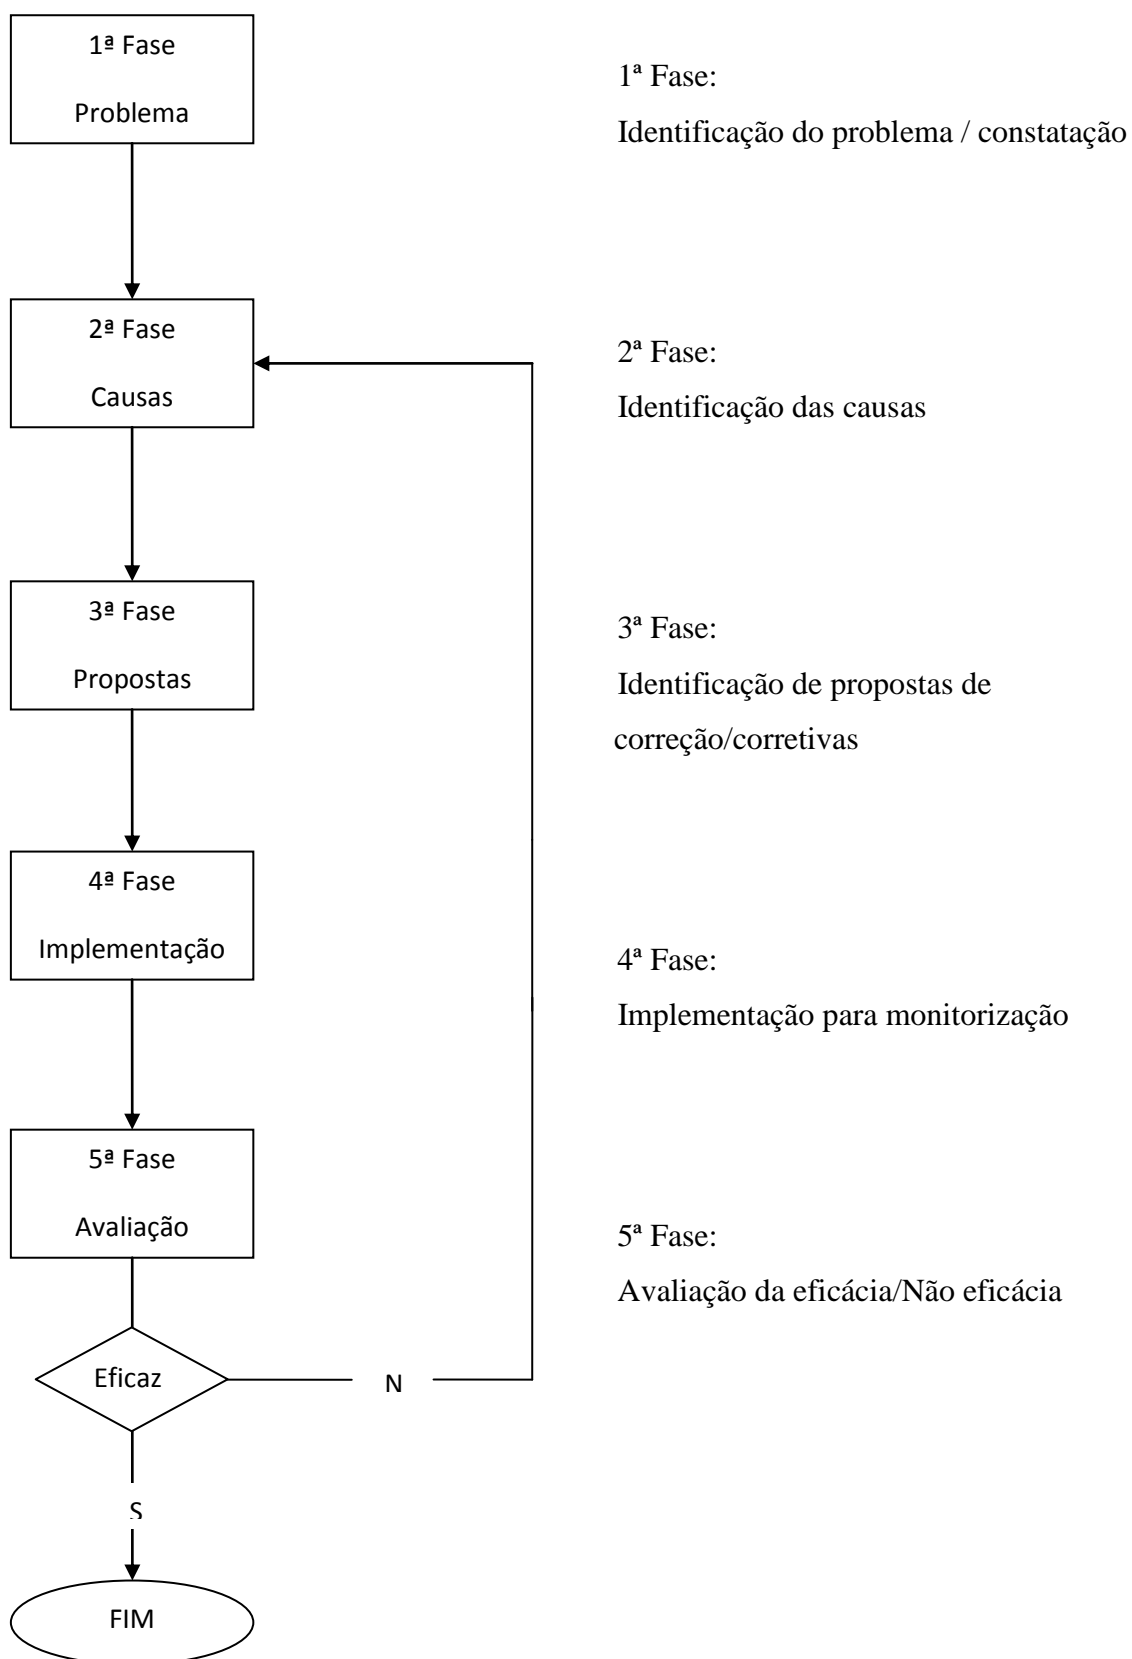 1ª Fase
Problema
1ª Fase:
Identificação do problema / constatação
2ª Fase
Causas
2ª Fase:
Identificação das causas
3ª Fase
Propostas
3ª Fase:
Identificação de propostas de
correção/corretivas
4ª Fase
Implementação
4ª Fase:
Implementação para monitorização
5ª Fase
Avaliação
5ª Fase:
Avaliação da eficácia/Não eficácia
Eficaz
N
S
FIM